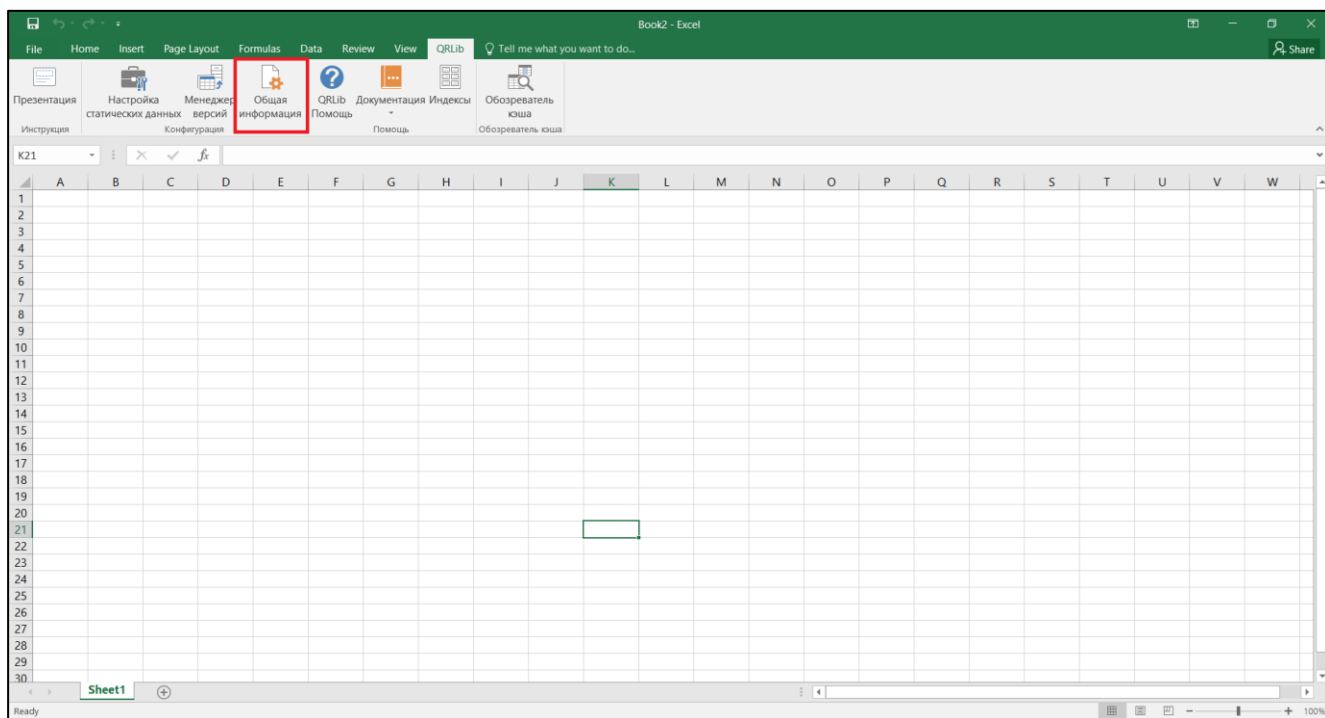 Book2 - Excel
File Home Insert Page Layout Formulas Data Review View QRLib Tell me what you want to do... Share
Презентация
Настройка статических данных
Менеджер версий
Общая информация
QRLib Помощь
Документация
Индексы
Обозреватель кэша
Инструкция Конфигурация Помощь Обозреватель кэша
K21 fx
A B C D E F G H I J K L M N O P Q R S T U V W
1
2
3
4
5
6
7
8
9
10
11
12
13
14
15
16
17
18
19
20
21
22
23
24
25
26
27
28
29
30
Sheet1
Ready 100%